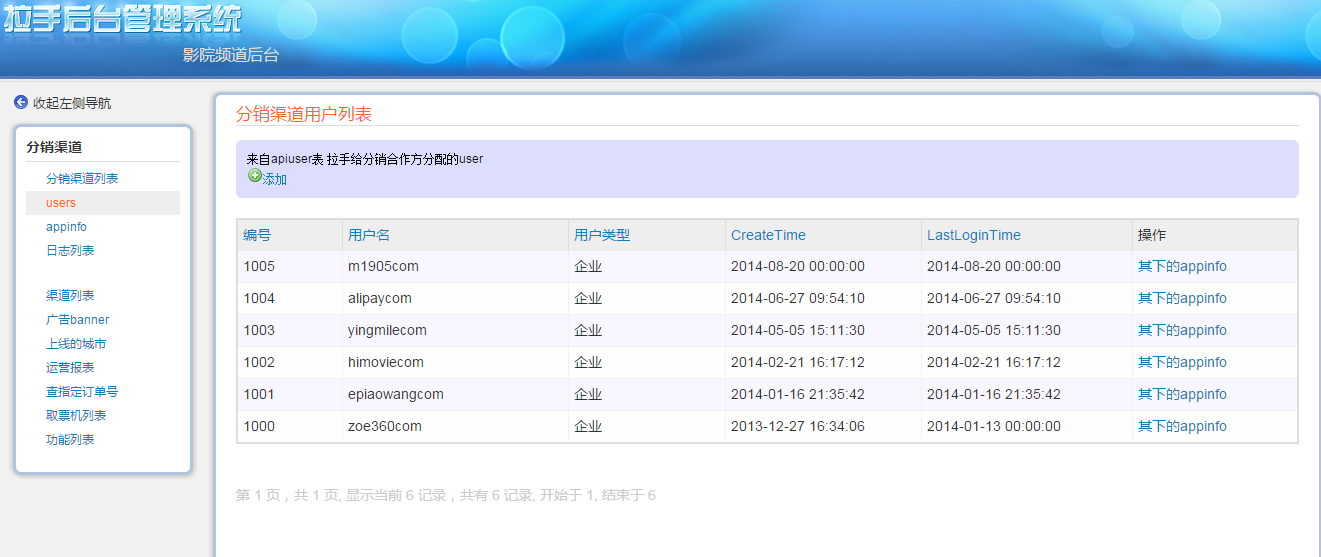 拉手后台管理系统
影院频道后台
收起左侧导航
分销渠道
分销渠道列表
users
appinfo
日志列表
渠道列表
广告banner
上线的城市
运营报表
查指定订单号
取票机列表
功能列表
分销渠道用户列表
来自apiuser表 拉手给分销合作方分配的user
添加
编号 用户名 用户类型 CreateTime LastLoginTime 操作
1005 m1905com 企业 2014-08-20 00:00:00 2014-08-20 00:00:00 其下的appinfo
1004 alipaycom 企业 2014-06-27 09:54:10 2014-06-27 09:54:10 其下的appinfo
1003 yingmilecom 企业 2014-05-05 15:11:30 2014-05-05 15:11:30 其下的appinfo
1002 himoviecom 企业 2014-02-21 16:17:12 2014-02-21 16:17:12 其下的appinfo
1001 epiaowangcom 企业 2014-01-16 21:35:42 2014-01-16 21:35:42 其下的appinfo
1000 zoe360com 企业 2013-12-27 16:34:06 2014-01-13 00:00:00 其下的appinfo
第 1 页，共 1 页, 显示当前 6 记录，共有 6 记录, 开始于 1, 结束于 6